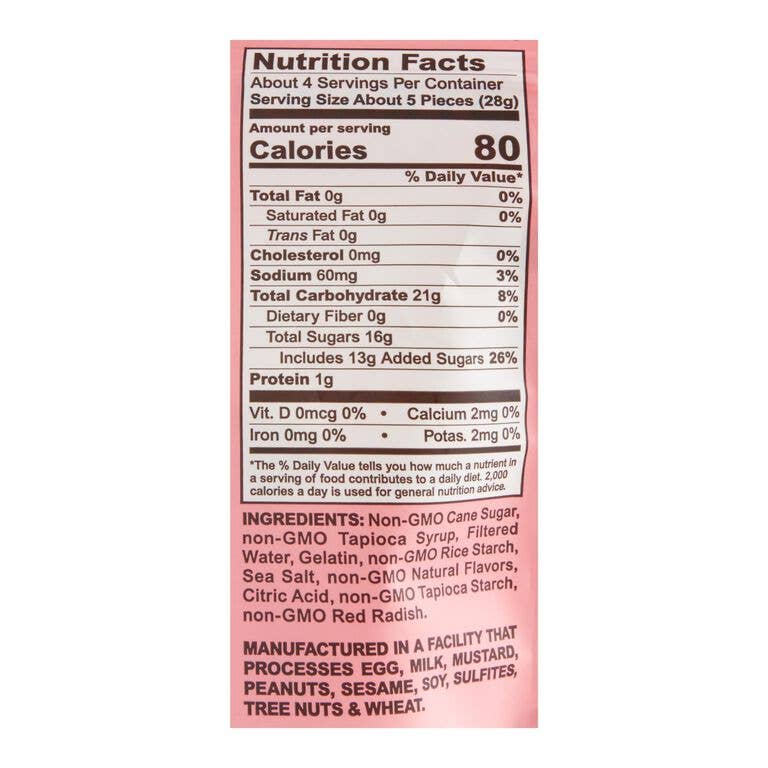 Nutrition Facts
About 4 Servings Per Container
Serving Size About 5 Pieces (28g)
Amount per serving
Calories 80
% Daily Value*
Total Fat 0g 0%
Saturated Fat 0g 0%
Trans Fat 0g
Cholesterol 0mg 0%
Sodium 60mg 3%
Total Carbohydrate 21g 8%
Dietary Fiber 0g 0%
Total Sugars 16g
Includes 13g Added Sugars 26%
Protein 1g
Vit. D 0mcg 0% • Calcium 2mg 0%
Iron 0mg 0% • Potas. 2mg 0%
*The % Daily Value tells you how much a nutrient in
a serving of food contributes to a daily diet. 2,000
calories a day is used for general nutrition advice.
INGREDIENTS: Non-GMO Cane Sugar,
non-GMO Tapioca Syrup, Filtered
Water, Gelatin, non-GMO Rice Starch,
Sea Salt, non-GMO Natural Flavors,
Citric Acid, non-GMO Tapioca Starch,
non-GMO Red Radish.
MANUFACTURED IN A FACILITY THAT
PROCESSES EGG, MILK, MUSTARD,
PEANUTS, SESAME, SOY, SULFITES,
TREE NUTS & WHEAT.